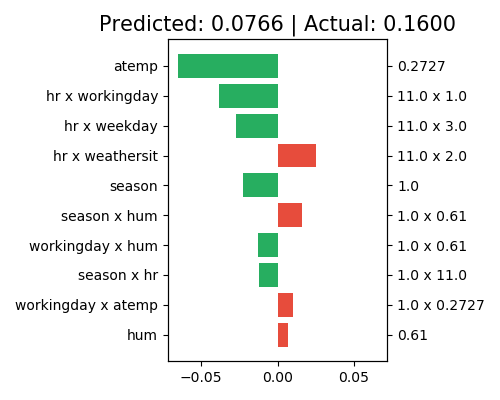 Predicted: 0.0766 | Actual: 0.1600
atemp 0.2727
hr x workingday 11.0 x 1.0
hr x weekday 11.0 x 3.0
hr x weathersit 11.0 x 2.0
season 1.0
season x hum 1.0 x 0.61
workingday x hum 1.0 x 0.61
season x hr 1.0 x 11.0
workingday x atemp 1.0 x 0.2727
hum 0.61
−0.05 0.00 0.05